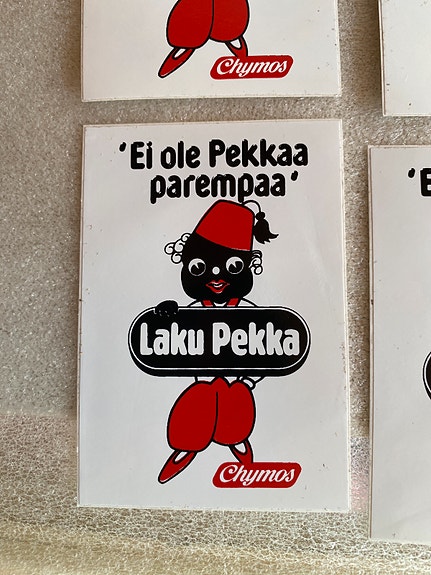 Chymos
'Ei ole Pekkaa
parempaa'
Laku Pekka
Chymos
'E